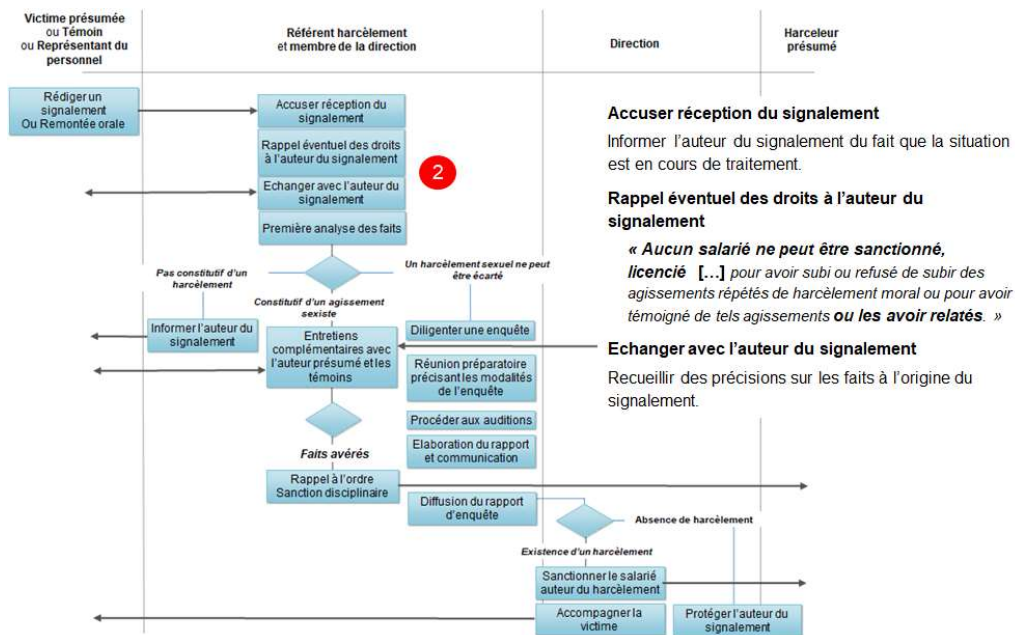 Victime présumée
ou Témoin
ou Représentant du
personnel
Référent harcèlement
et membre de la direction
Direction
Harceleur
présumé
Rédiger un
signalement
Ou Remontée orale
Accuser réception du
signalement
Rappel éventuel des droits
à l'auteur du signalement
Echanger avec l'auteur du
signalement
2
Première analyse des faits
Pas constitutif d'un
harcèlement
Un harcèlement sexuel ne peut
être écarté
Constitutif d'un agissement
sexiste
Informer l'auteur du
signalement
Entretiens
complémentaires avec
l'auteur présumé et les
témoins
Diligenter une enquête
Réunion préparatoire
précisant les modalités
de l'enquête
Procéder aux auditions
Elaboration du rapport
et communication
Faits avérés
Rappel à l'ordre
Sanction disciplinaire
Diffusion du rapport
d'enquête
Absence de harcèlement
Existence d'un harcèlement
Sanctionner le salarié
auteur du harcèlement
Accompagner la
victime
Protéger l'auteur du
signalement
Accuser réception du signalement
Informer l'auteur du signalement du fait que la situation
est en cours de traitement.
Rappel éventuel des droits à l'auteur du
signalement
« Aucun salarié ne peut être sanctionné,
licencié [...] pour avoir subi ou refusé de subir des
agissements répétés de harcèlement moral ou pour avoir
témoigné de tels agissements ou les avoir relatés. »
Echanger avec l'auteur du signalement
Recueillir des précisions sur les faits à l'origine du
signalement.